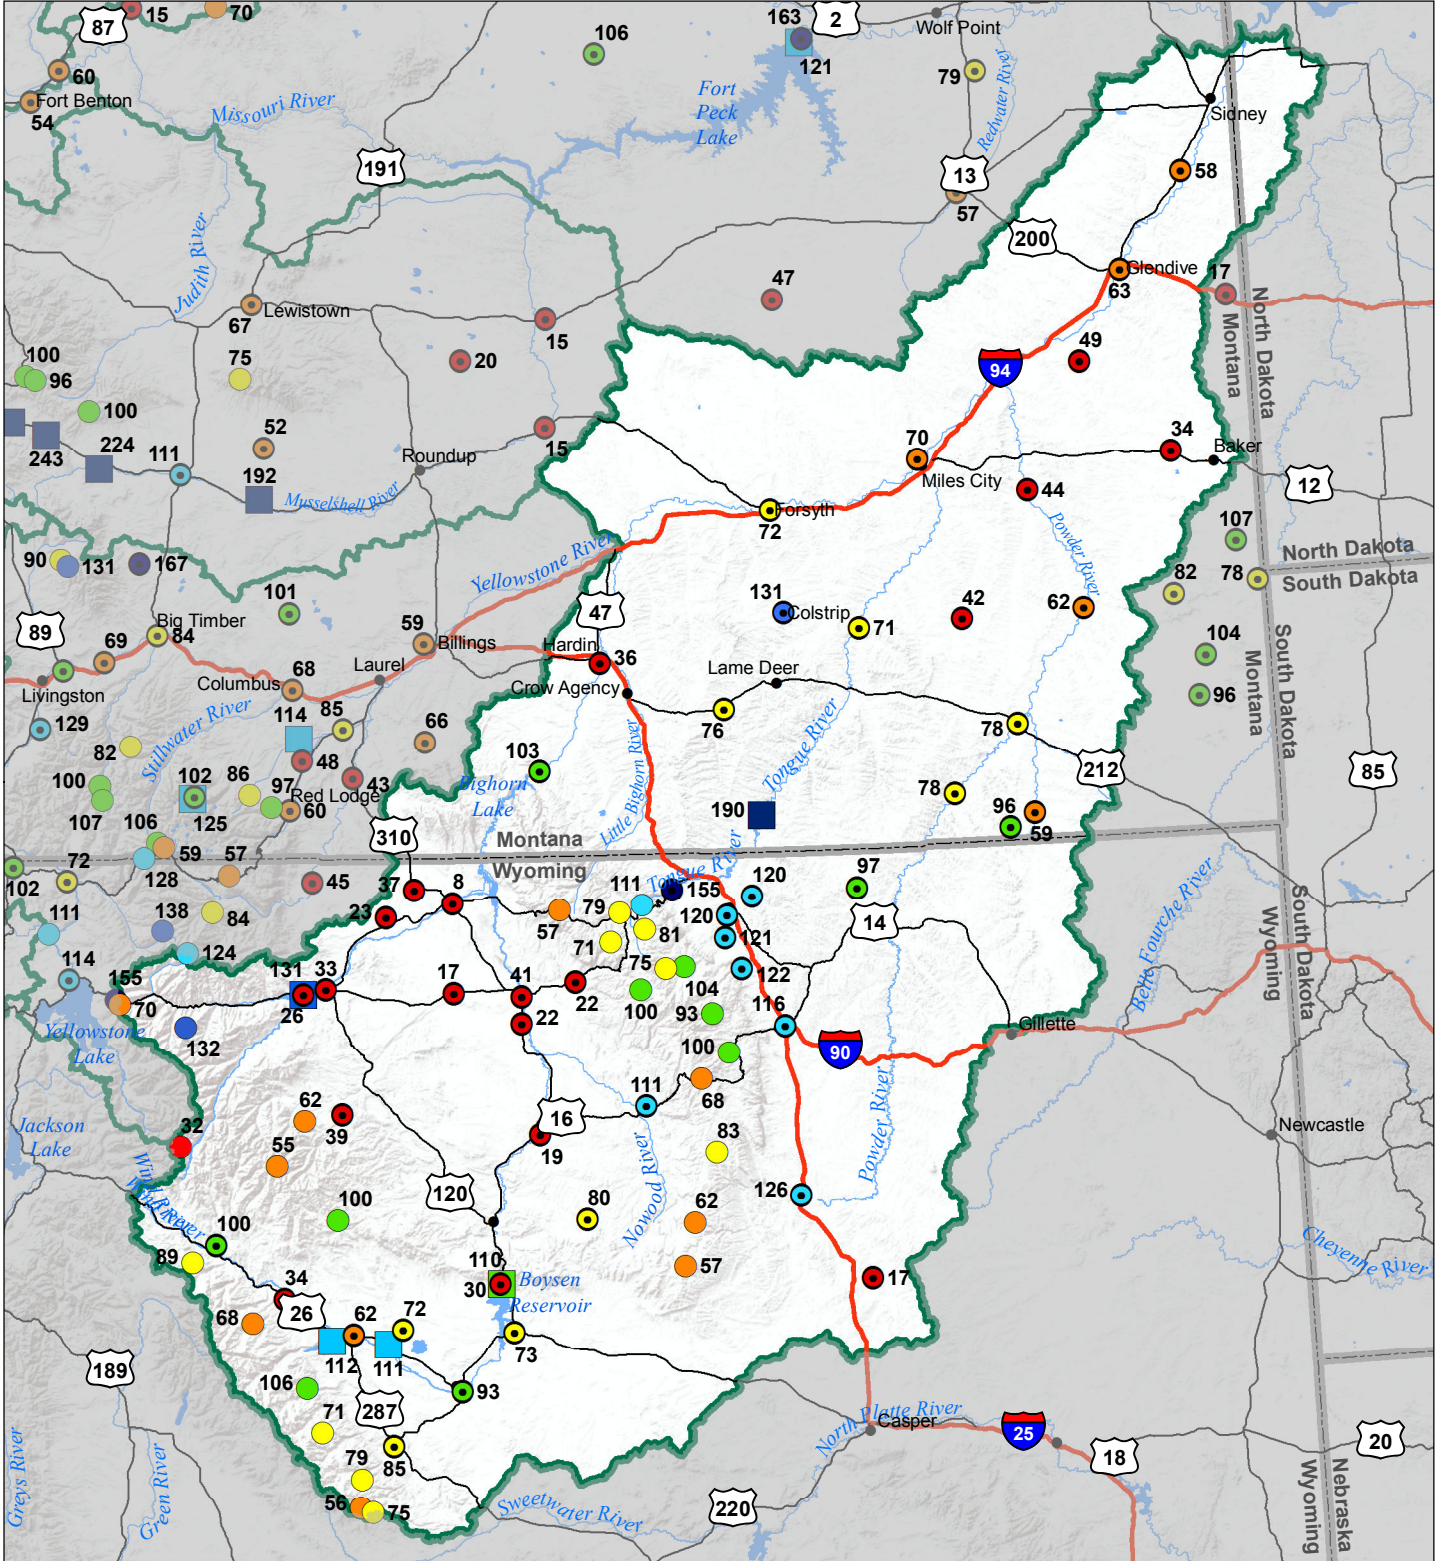 15
70
87
163
2
Wolf Point
106
121
60
79
Fort Benton
54
Missouri River
Fort
Peck
Lake
Redwater River
Sidney
191
13
58
57
200
Judith River
Glendive
17
63
47
67
Lewistown
15
North Dakota
Montana
100
96
75
20
94
49
100
52
15
70
34
Baker
243
224
111
192
Roundup
Miles City
12
Musselshell River
44
72
Forsyth
Powder River
107
90
131
167
Yellowstone River
North Dakota
South Dakota
82
78
101
131
Colstrip
47
42
62
71
89
69
Big Timber
84
59
Billings
Hardin
36
104
South Dakota
Montana
Livingston
Columbus
68
Laurel
Lame Deer
Crow Agency
96
129
Stillwater River
114
85
66
76
78
82
48
103
Little Bighorn River
Tongue River
212
85
100
107
102
125
86
97
Red Lodge
60
43
Bighorn
Lake
190
78
96
59
106
59
310
Montana
Wyoming
Tongue River
72
128
57
102
45
37
8
23
111
155
120
97
Belle Fourche River
South Dakota
Wyoming
111
138
84
57
79
81
120
121
14
124
71
114
155
70
131
33
26
17
41
22
75
104
122
22
100
93
116
Yellowstone
Lake
132
100
90
Gillette
111
68
Jackson
Lake
32
62
39
16
19
Newcastle
55
83
Wind River
Wind River
120
Nowood River
Powder River
126
100
100
80
62
89
110
30
Boysen
Reservoir
57
17
Cheyenne River
34
26
68
62
72
112
111
73
189
106
93
287
71
85
North Platte River
Casper
25
18
20
79
56
75
Greys River
Green River
Sweetwater River
220
Nebraska
Wyoming